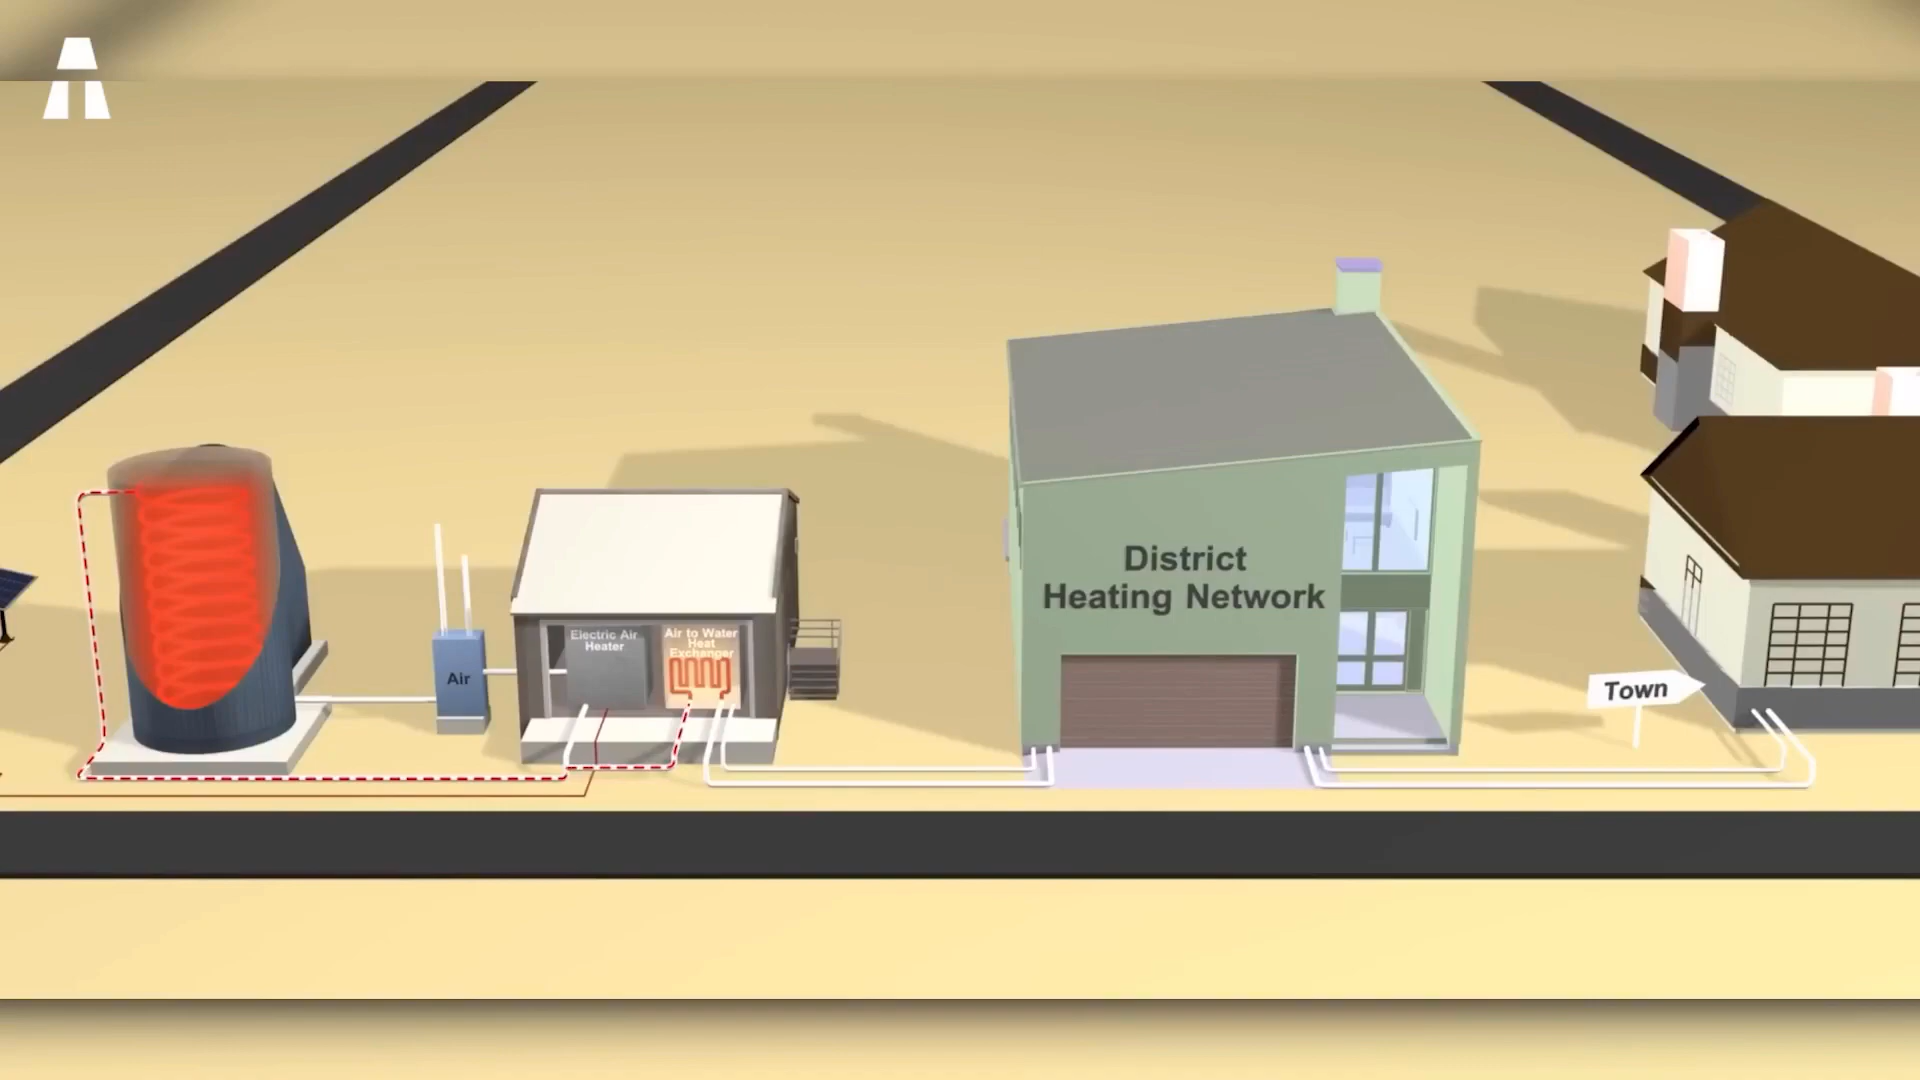 Electric Air
Heater
Air to Water
Heat
Exchanger
Air
District
Heating Network
Town